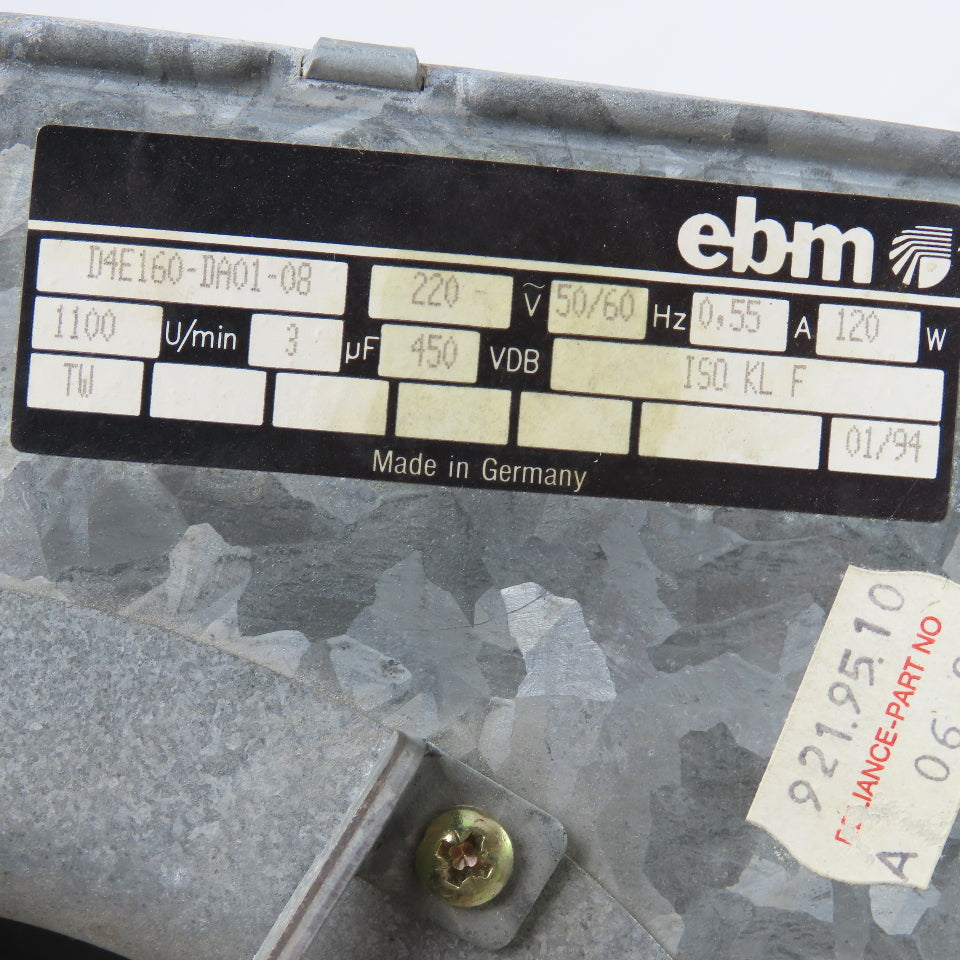 ebm
D4E160-DA01-08 220 ~V 50/60 Hz 0,55 A 120 W
1100 U/min 3 µF 450 VDB ISO KL F
TW 01/94
Made in Germany
921.95.10
RELIANCE-PART NO
A 06